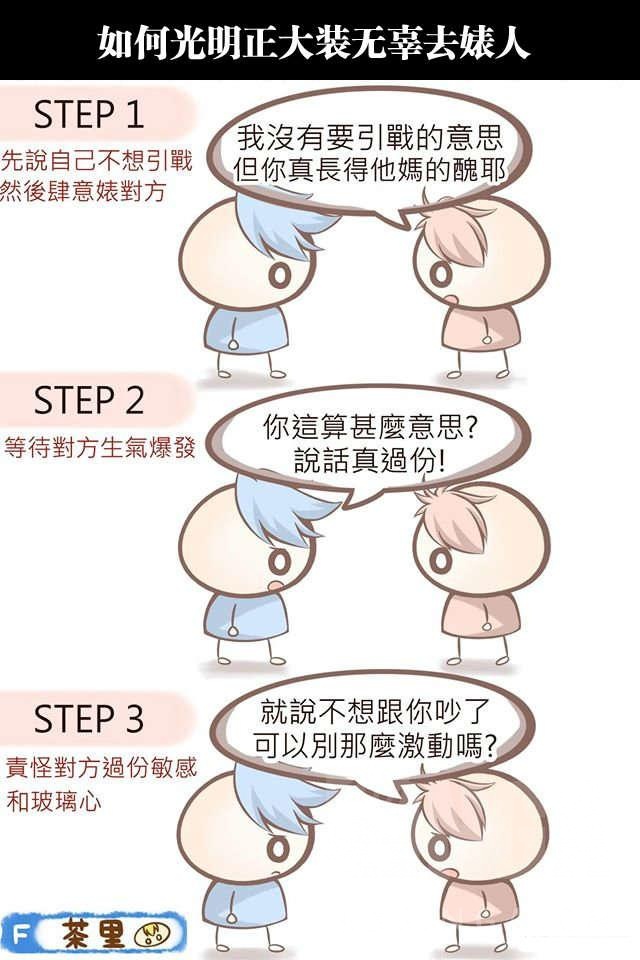 如何光明正大装无辜去婊人
STEP 1
先說自己不想引戰
然後肆意婊對方
我沒有要引戰的意思
但你真長得他媽的醜耶
STEP 2
等待對方生氣爆發
你這算甚麼意思?
說話真過份!
STEP 3
責怪對方過份敏感
和玻璃心
就說不想跟你吵了
可以別那麼激動嗎?
F 茶里